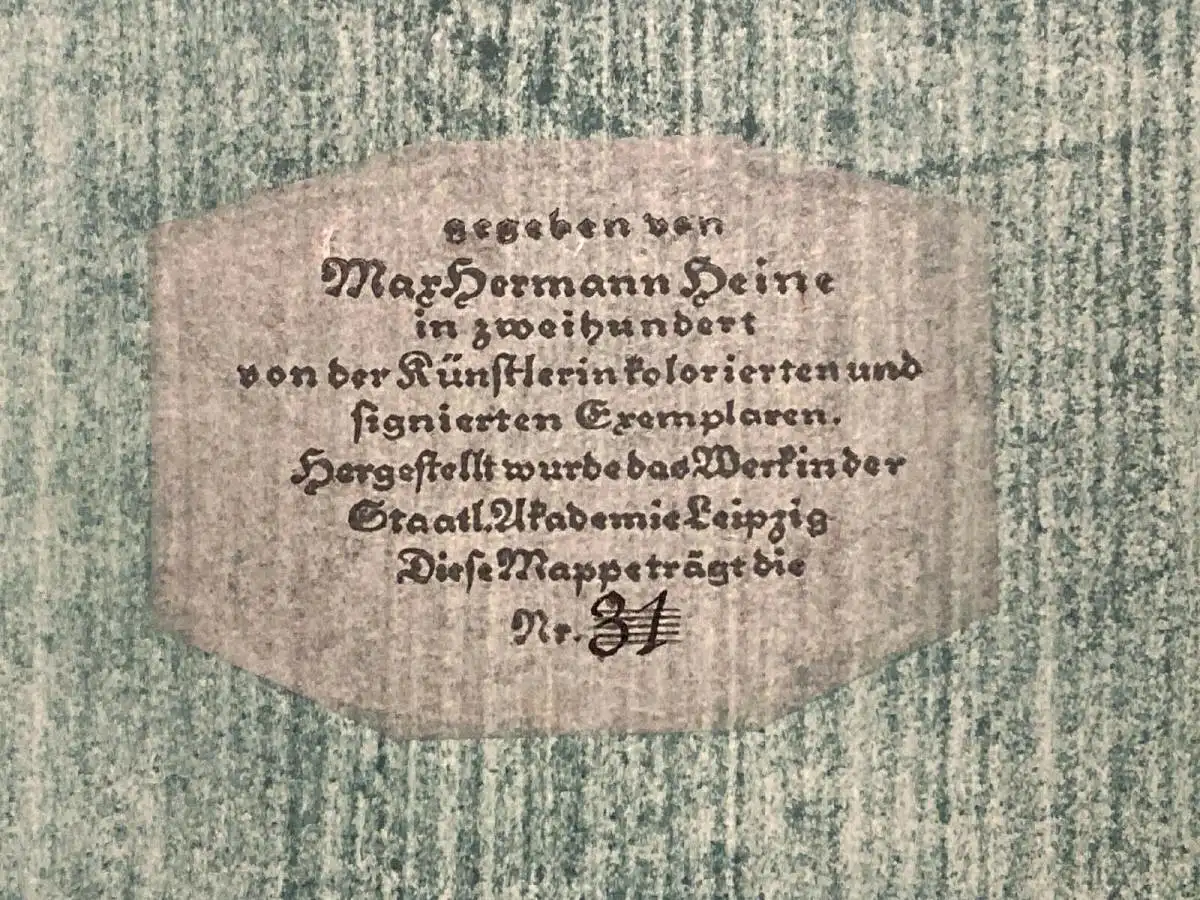 gegeben von
Max Hermann Heine
in zweihundert
von der Künstlerin kolorierten und
signierten Exemplaren.
Hergestellt wurde das Werk in der
Staatl. Akademie Leipzig
Diese Mappe trägt die
Nr. 31